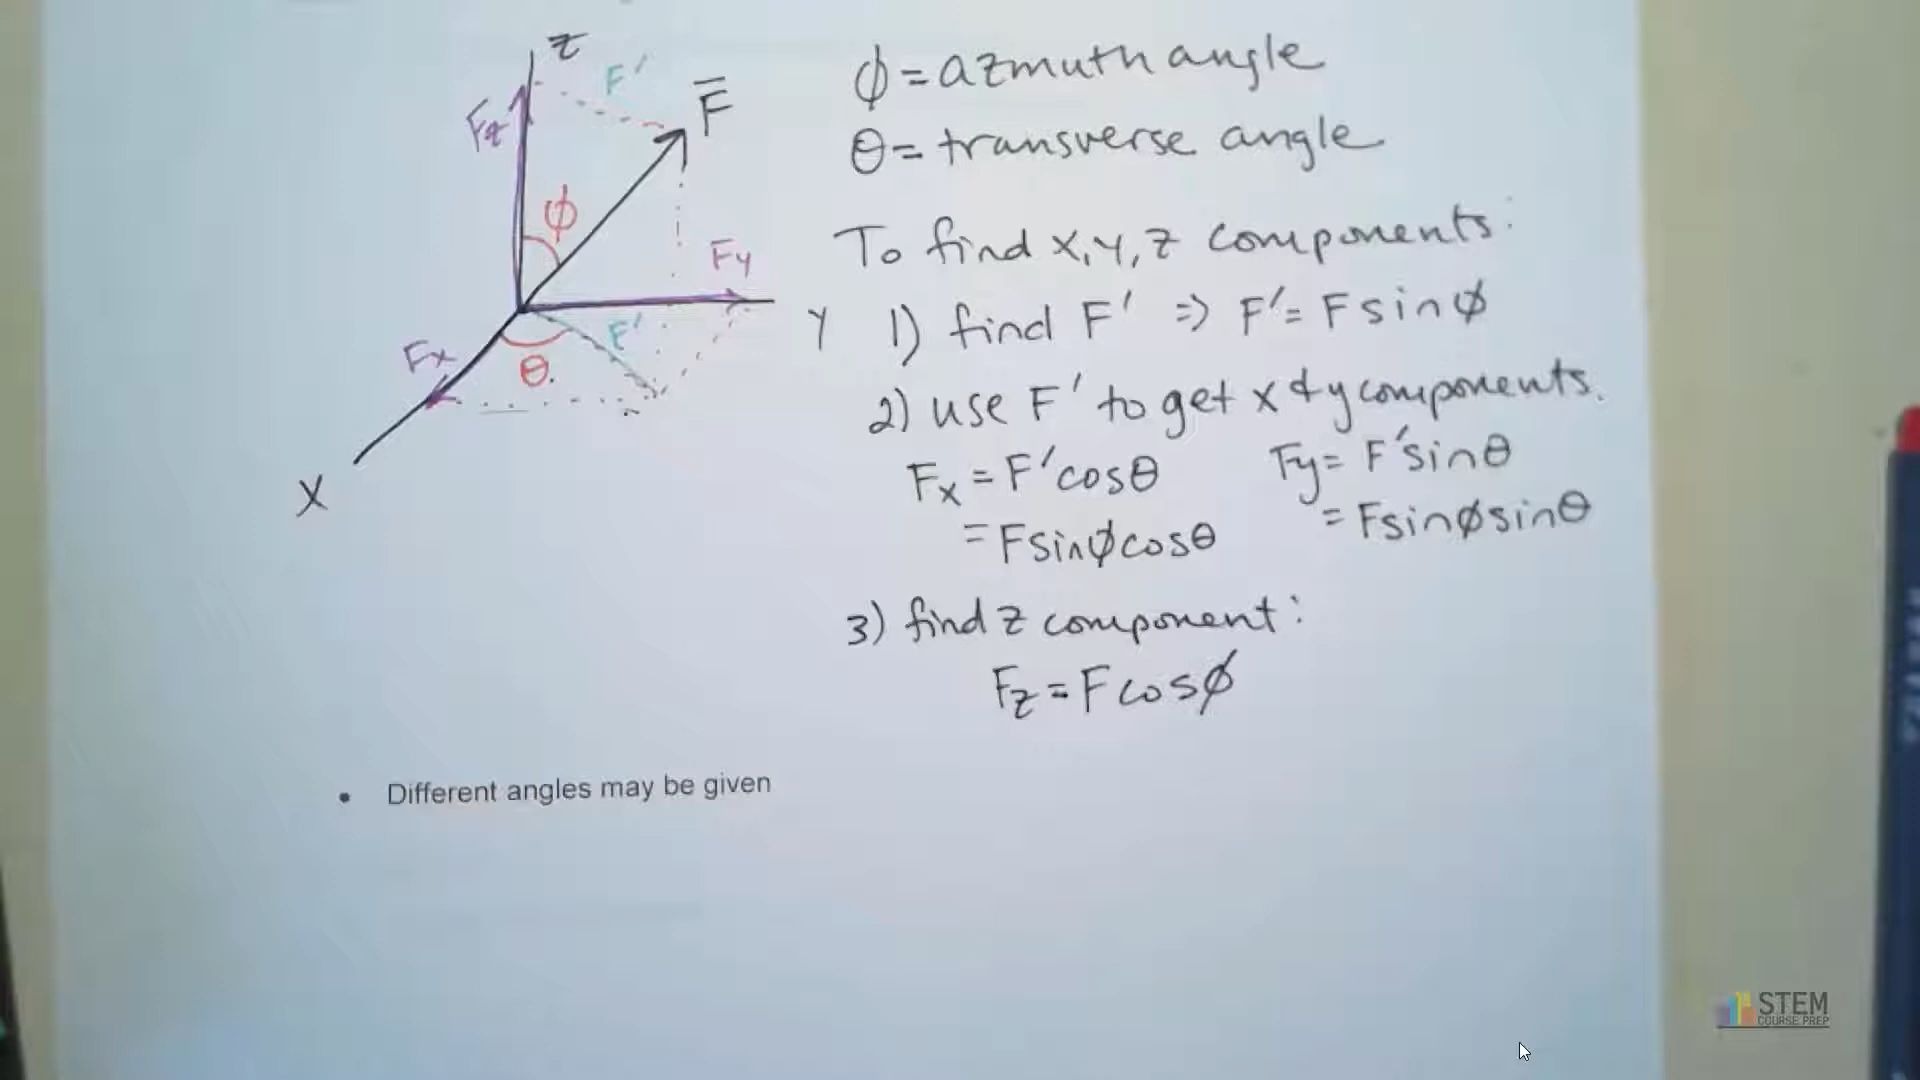 z
F'
F̅
Fz
ϕ
Fy
Y
F'
Fx
θ.
X
ϕ = azmuth angle
θ = transverse angle
To find x, y, z components:
1) find F' => F' = F sin ϕ
2) use F' to get x & y components.
Fx = F' cos θ
= F sin ϕ cos θ
Fy = F' sin θ
= F sin ϕ sin θ
3) find z component:
Fz = F cos ϕ
• Different angles may be given
STEM
COURSE PREP